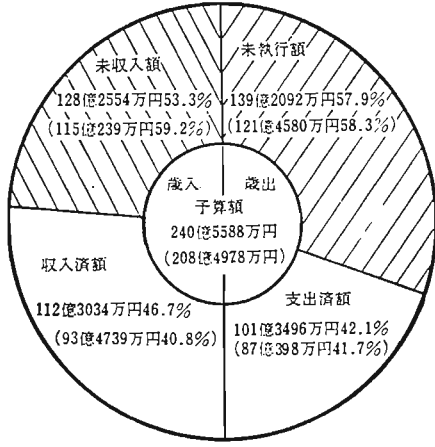 未収入額
128億2554万円53.3%
(115億239万円59.2%)
未執行額
139億2092万円57.9%
(121億4580万円58.3%)
歳入 歳出
予算額
240億5588万円
(208億4978万円)
収入済額
112億3034万円46.7%
(93億4739万円40.8%)
支出済額
101億3496万円42.1%
(87億398万円41.7%)